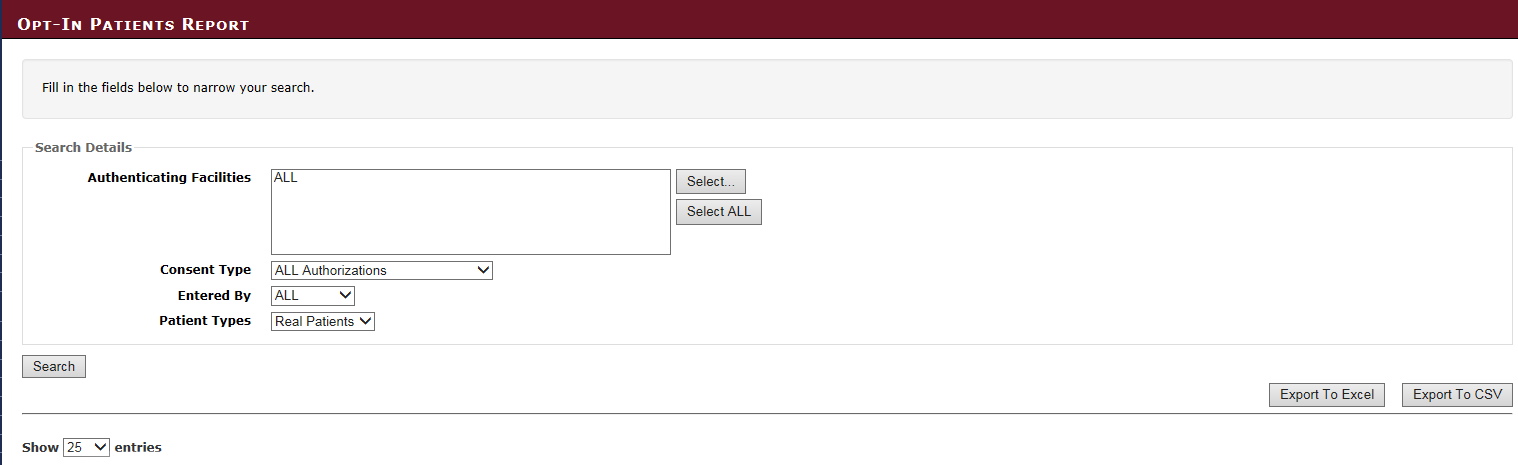 Opt-In Patients Report
Fill in the fields below to narrow your search.
Search Details
Authenticating Facilities ALL Select...
Select ALL
Consent Type ALL Authorizations
Entered By ALL
Patient Types Real Patients
Search
Export To Excel Export To CSV
Show 25 entries